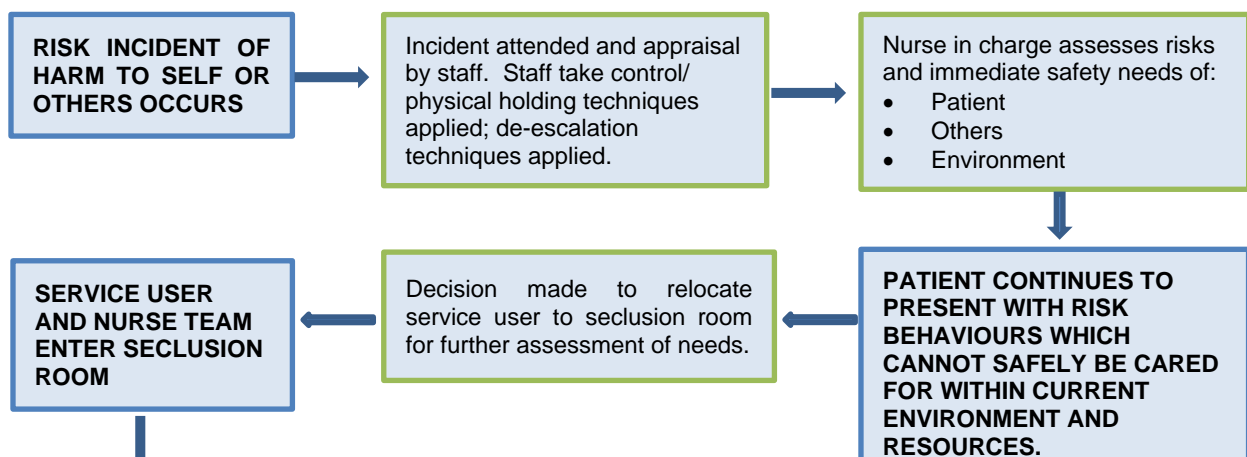 RISK INCIDENT OF
HARM TO SELF OR
OTHERS OCCURS
Incident attended and appraisal
by staff. Staff take control/
physical holding techniques
applied; de-escalation
techniques applied.
Nurse in charge assesses risks
and immediate safety needs of:
• Patient
• Others
• Environment
PATIENT CONTINUES TO
PRESENT WITH RISK
BEHAVIOURS WHICH
CANNOT SAFELY BE CARED
FOR WITHIN CURRENT
ENVIRONMENT AND
RESOURCES.
Decision made to relocate
service user to seclusion room
for further assessment of needs.
SERVICE USER
AND NURSE TEAM
ENTER SECLUSION
ROOM